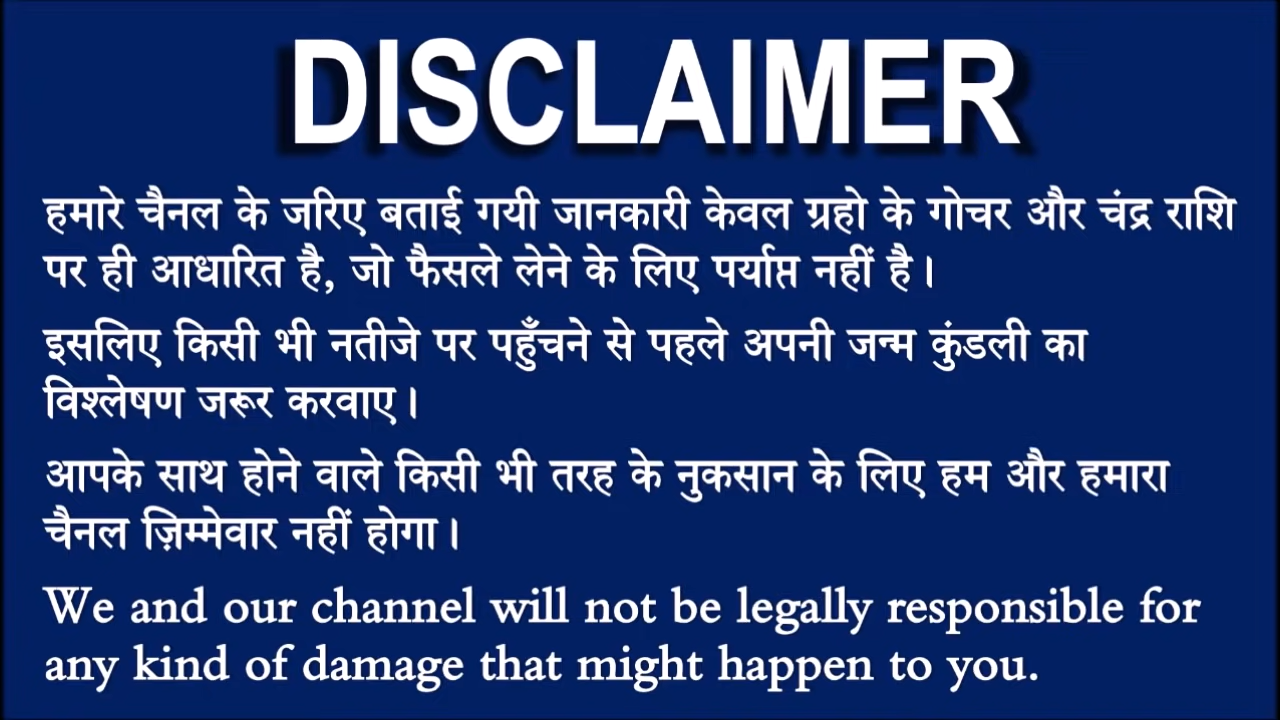 DISCLAIMER
हमारे चैनल के जरिए बताई गयी जानकारी केवल ग्रहो के गोचर और चंद्र राशि
पर ही आधारित है, जो फैसले लेने के लिए पर्याप्त नहीं है।
इसलिए किसी भी नतीजे पर पहुँचने से पहले अपनी जन्म कुंडली का
विश्लेषण जरूर करवाए।
आपके साथ होने वाले किसी भी तरह के नुकसान के लिए हम और हमारा
चैनल ज़िम्मेवार नहीं होगा।
We and our channel will not be legally responsible for
any kind of damage that might happen to you.